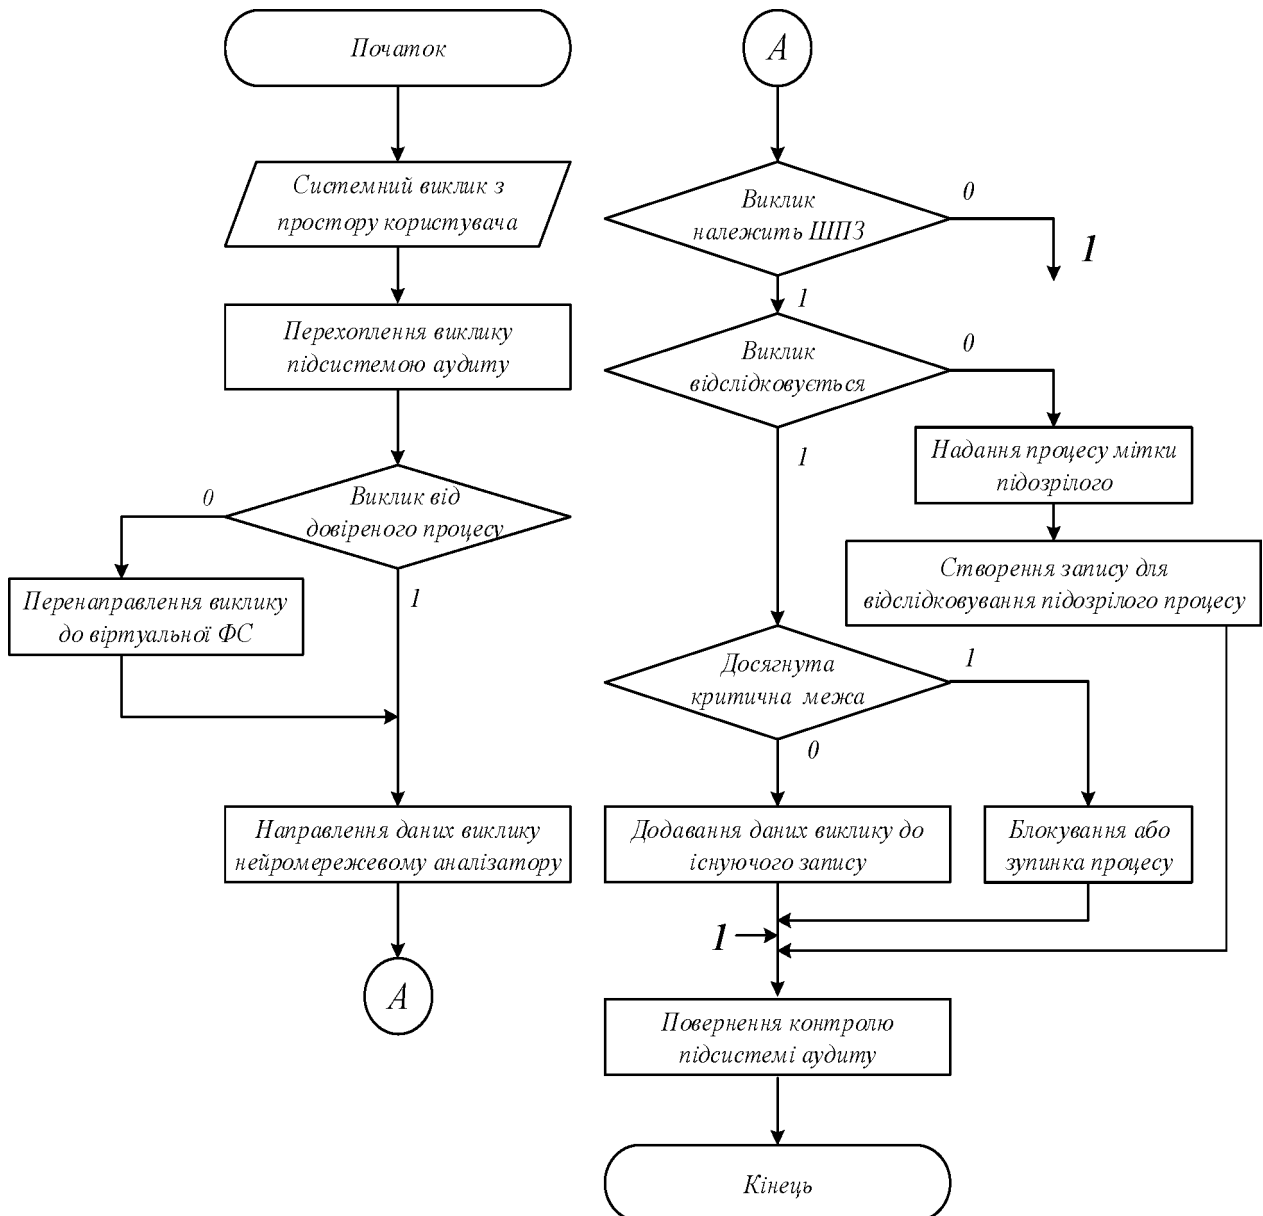 Початок
Системний виклик з
простору користувача
Перехоплення виклику
підсистемою аудиту
0
Виклик від
довіреного процесу
Перенаправлення виклику
до віртуальної ФС
1
Направлення даних виклику
нейромережевому аналізатору
A
A
Виклик
належить ШПЗ
0
1
1
Виклик
відслідковується
0
1
Надання процесу мітки
підозрілого
Створення запису для
відслідковування підозрілого процесу
Досягнута
критична межа
1
0
Додавання даних виклику до
існуючого запису
Блокування або
зупинка процесу
1
Повернення контролю
підсистемі аудиту
Кінець